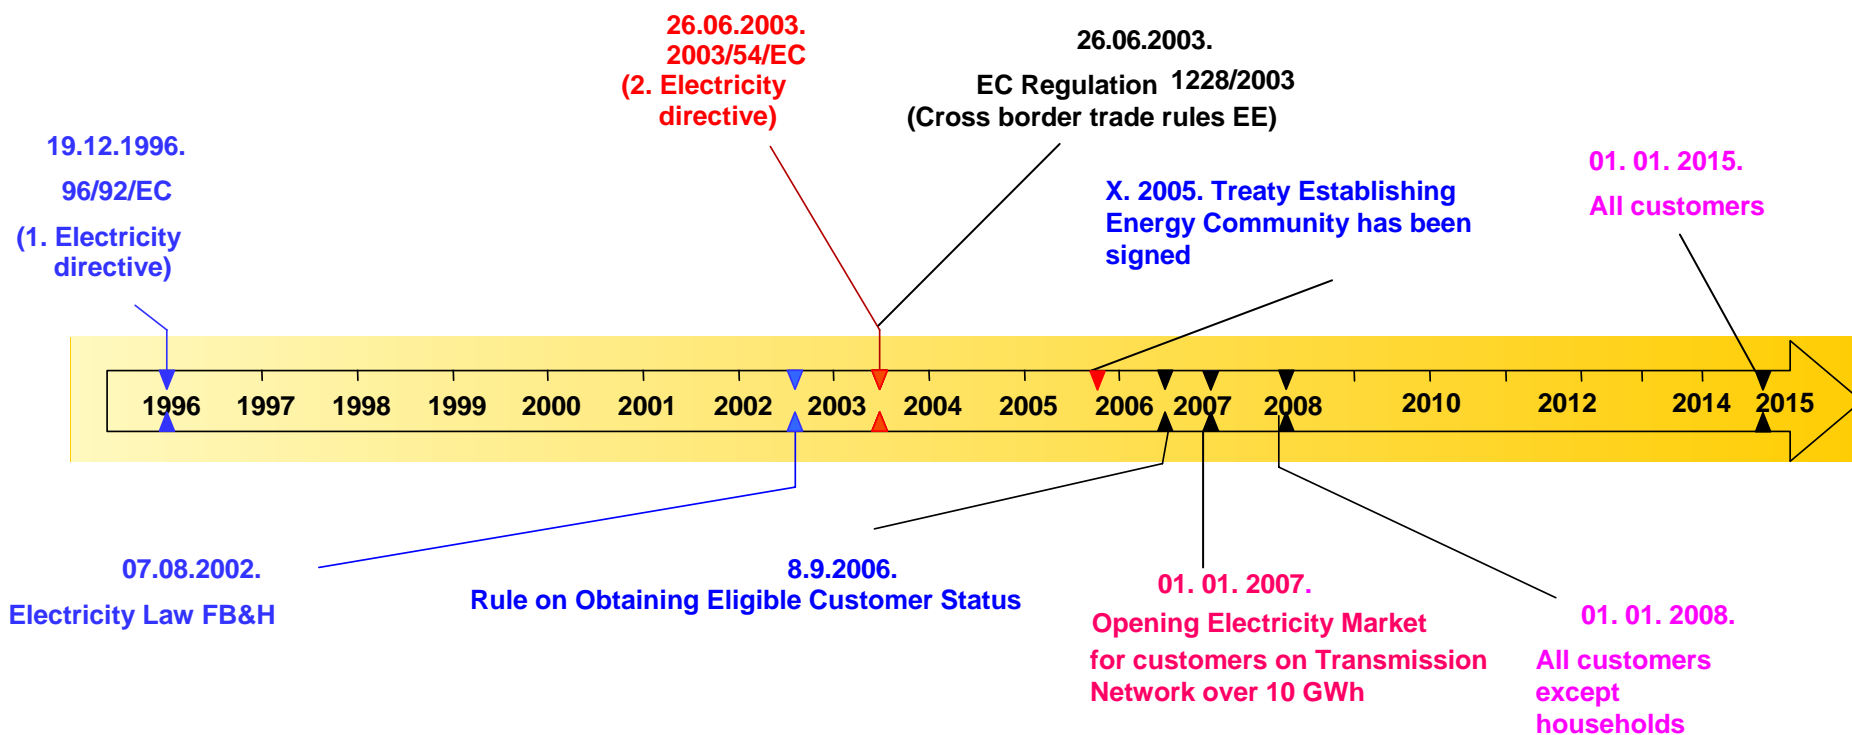 26.06.2003.
2003/54/EC
(2. Electricity
directive)
26.06.2003.
EC Regulation 1228/2003
(Cross border trade rules EE)
19.12.1996.
96/92/EC
(1. Electricity
directive)
X. 2005. Treaty Establishing
Energy Community has been
signed
01. 01. 2015.
All customers
1996 1997 1998 1999 2000 2001 2002 2003 2004 2005 2006 2007 2008 2010 2012 2014 2015
07.08.2002.
Electricity Law FB&H
8.9.2006.
Rule on Obtaining Eligible Customer Status
01. 01. 2007.
Opening Electricity Market
for customers on Transmission
Network over 10 GWh
01. 01. 2008.
All customers
except
households